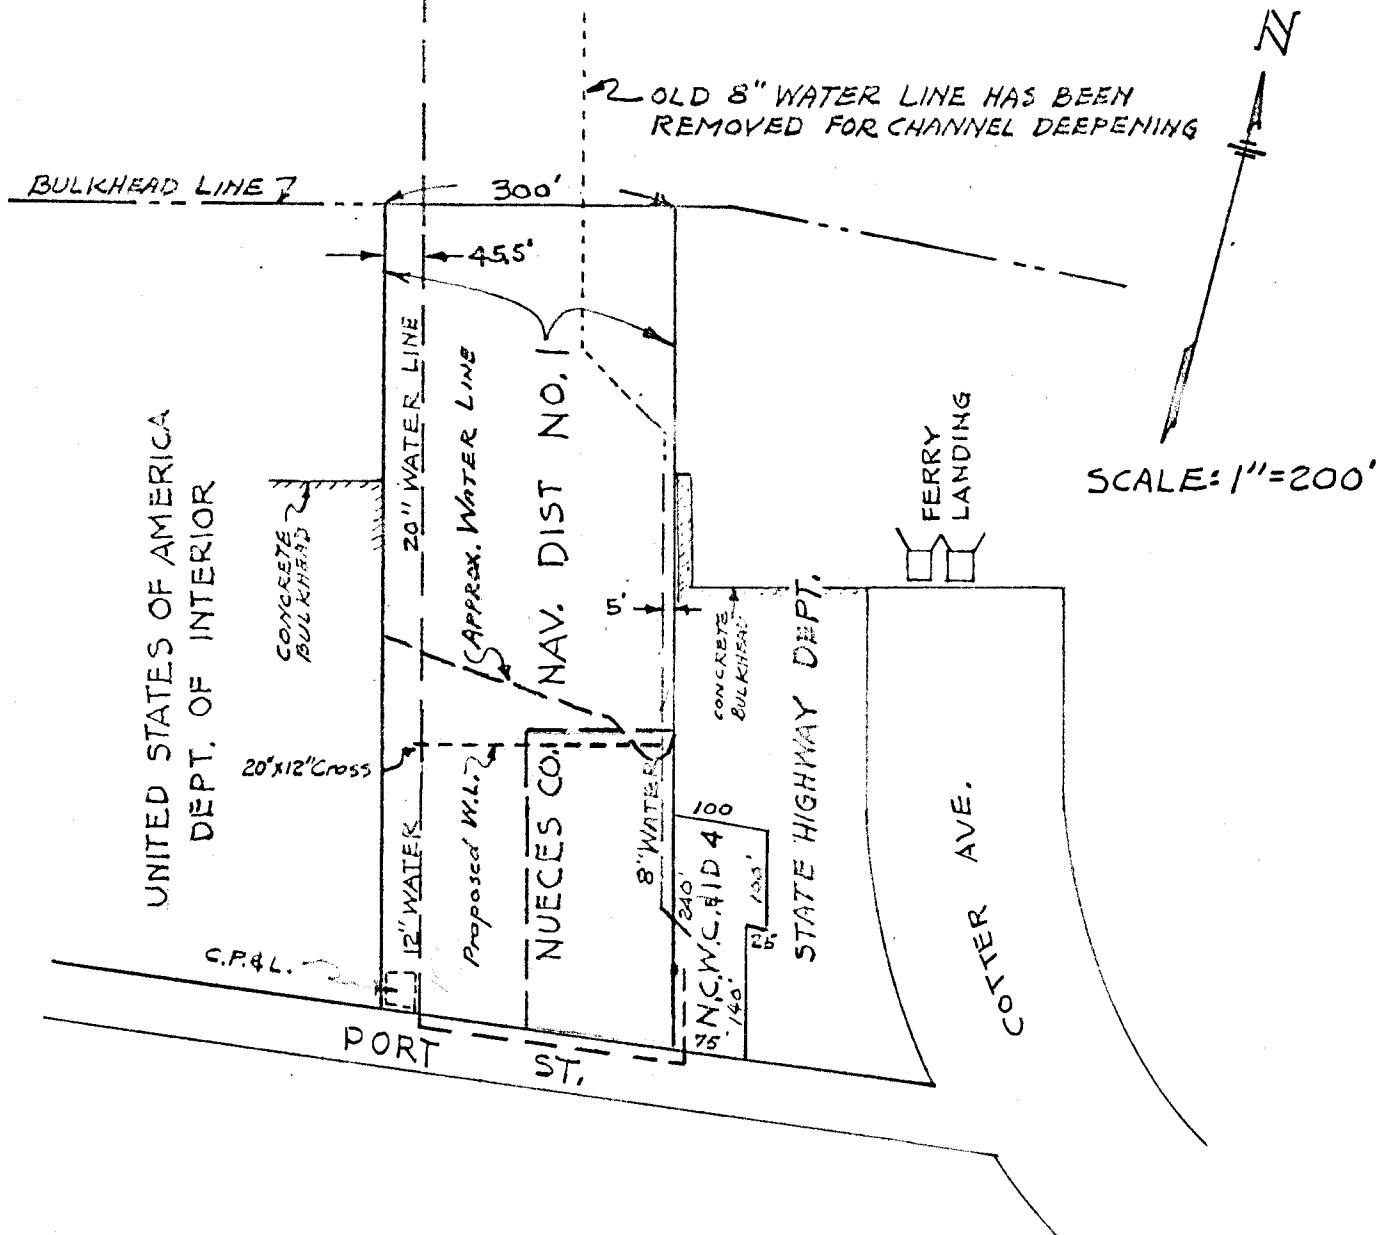 N
OLD 8" WATER LINE HAS BEEN
REMOVED FOR CHANNEL DEEPENING
BULKHEAD LINE
300'
45.5'
20" WATER LINE
APPROX. WATER LINE
NAV. DIST NO. 1
UNITED STATES OF AMERICA
DEPT. OF INTERIOR
CONCRETE
BULKHEAD
FERRY
LANDING
SCALE: 1"=200'
5'
CONCRETE
BULKHEAD
STATE HIGHWAY DEPT.
20"X12" Cross
12" WATER
Proposed W.L.
NUECES CO.
8" WATER
100
240'
N.C.W.C.&ID 4
100'
25'
140'
75'
COTTER AVE.
C.P.&L.
PORT ST.